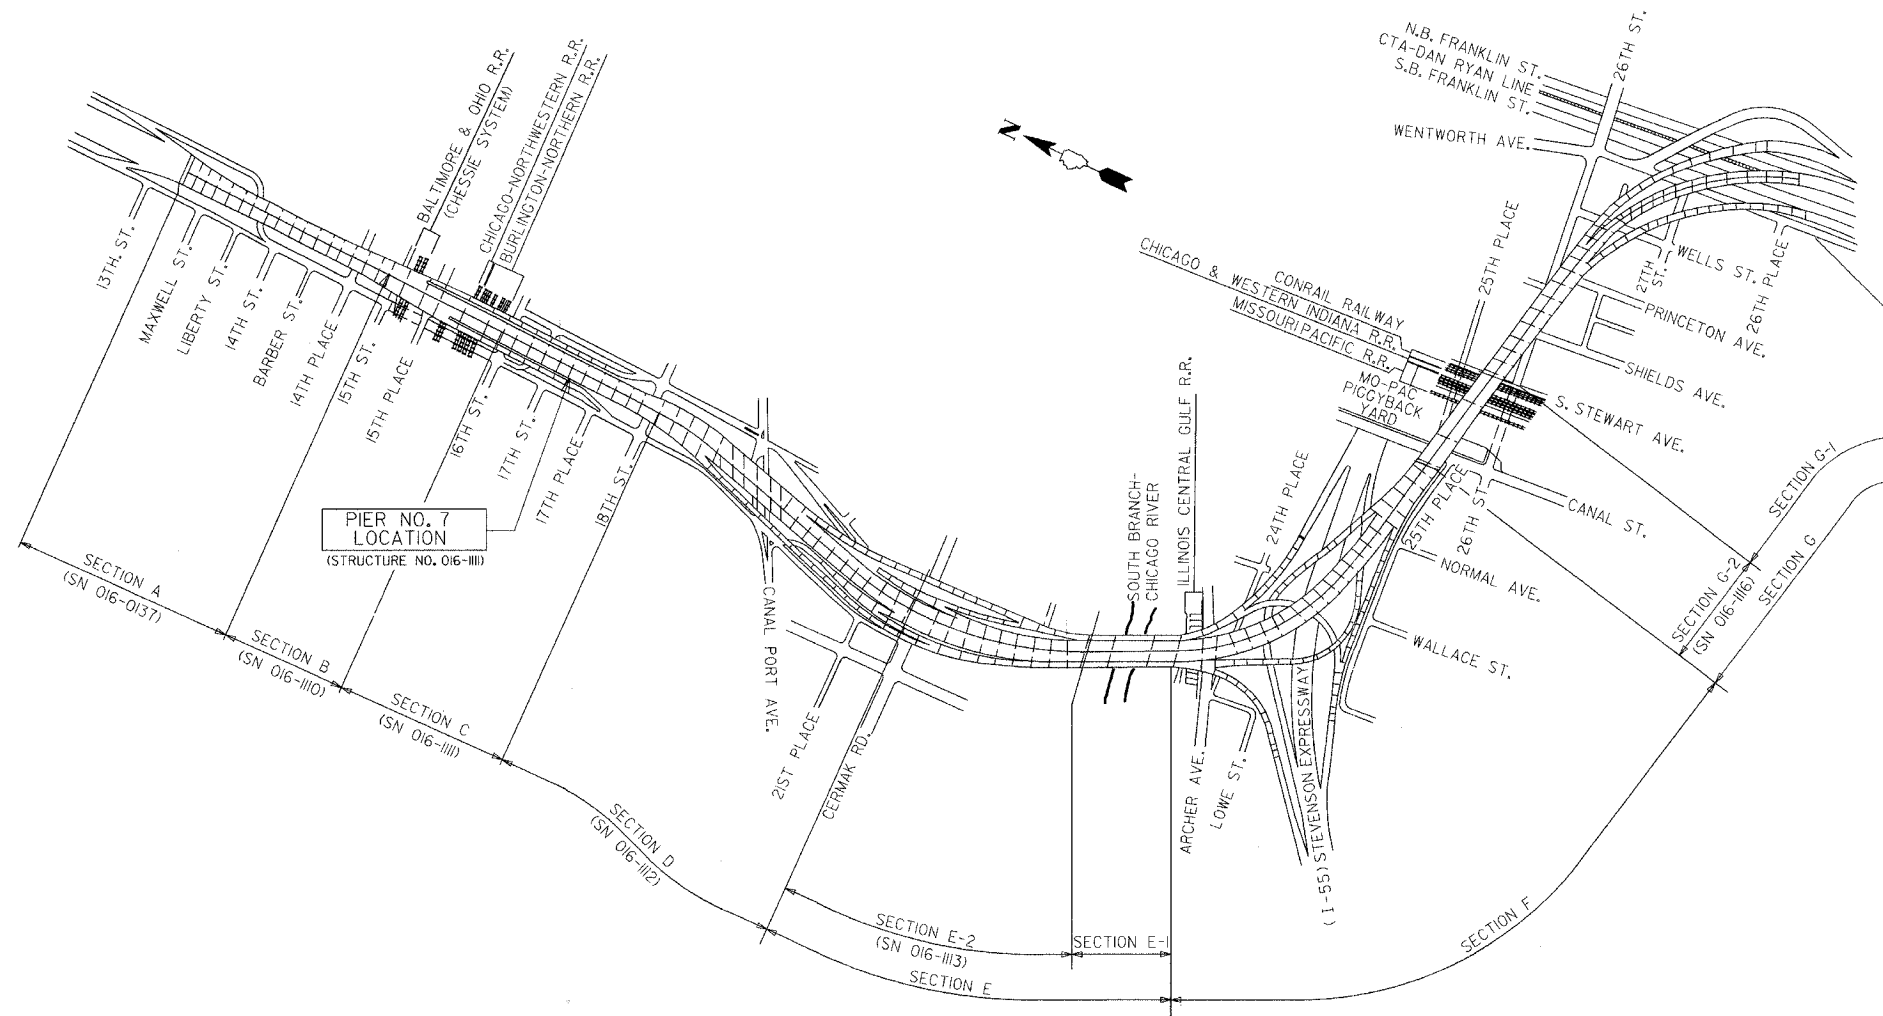 BALTIMORE & OHIO R.R.
(CHESSIE SYSTEM)
CHICAGO-NORTHWESTERN R.R.
BURLINGTON-NORTHERN R.R.
N
N.B. FRANKLIN ST.
CTA-DAN RYAN LINE
S.B. FRANKLIN ST.
26TH ST.
WENTWORTH AVE.
25TH PLACE
CHICAGO &
WESTERN INDIANA R.R.
CONRAIL RAILWAY
MISSOURI PACIFIC R.R.
MO-PAC
PIGGYBACK
YARD
WELLS ST.
27TH
ST.
26TH PLACE
PRINCETON AVE.
SHIELDS AVE.
S. STEWART AVE.
CANAL ST.
25TH PLACE
26TH ST.
NORMAL AVE.
WALLACE ST.
24TH PLACE
ILLINOIS CENTRAL GULF R.R.
SOUTH BRANCH-
CHICAGO RIVER
13TH. ST.
MAXWELL ST.
LIBERTY ST.
14TH ST.
BARBER ST.
14TH PLACE
15TH ST.
15TH PLACE
16TH ST.
17TH ST.
17TH PLACE
18TH ST.
PIER NO. 7
LOCATION
(STRUCTURE NO. 016-1111)
CANAL PORT AVE.
21ST PLACE
CERMAK RD.
ARCHER AVE.
LOWE ST.
(I-55) STEVENSON EXPRESSWAY
SECTION A
(SN 016-0137)
SECTION B
(SN 016-1110)
SECTION C
(SN 016-1111)
SECTION D
(SN 016-1112)
SECTION E-2
(SN 016-1113)
SECTION E-1
SECTION E
SECTION F
SECTION G-2
(SN 016-1116)
SECTION G
SECTION G-1